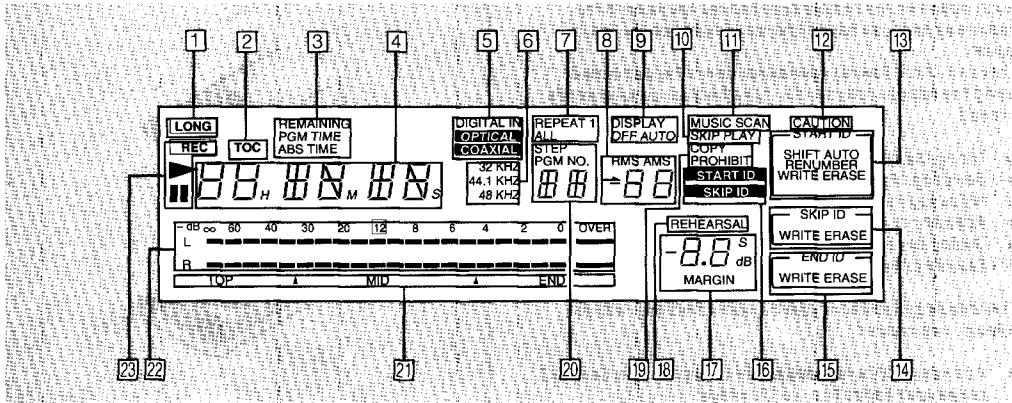 1 2 3 4 5 6 7 8 9 10 11 12 13
LONG
REC
TOC
REMAINING
PGM TIME
ABS TIME
H M S
DIGITAL IN
OPTICAL
COAXIAL
32 KHZ
44.1 KHZ
48 KHZ
REPEAT 1
ALL
STEP
PGM NO.
DISPLAY
OFF AUTO
RMS AMS
MUSIC SCAN
SKIP PLAY
COPY
PROHIBIT
START ID
SKIP ID
CAUTION
START ID
SHIFT AUTO
RENUMBER
WRITE ERASE
SKIP ID
WRITE ERASE
END ID
WRITE ERASE
REHEARSAL
-8.8 S dB
MARGIN
- dB ∞ 60 40 30 20 12 8 6 4 2 0 OVER
L
R
TOP MID END
23 22 21 20 19 18 17 16 15 14